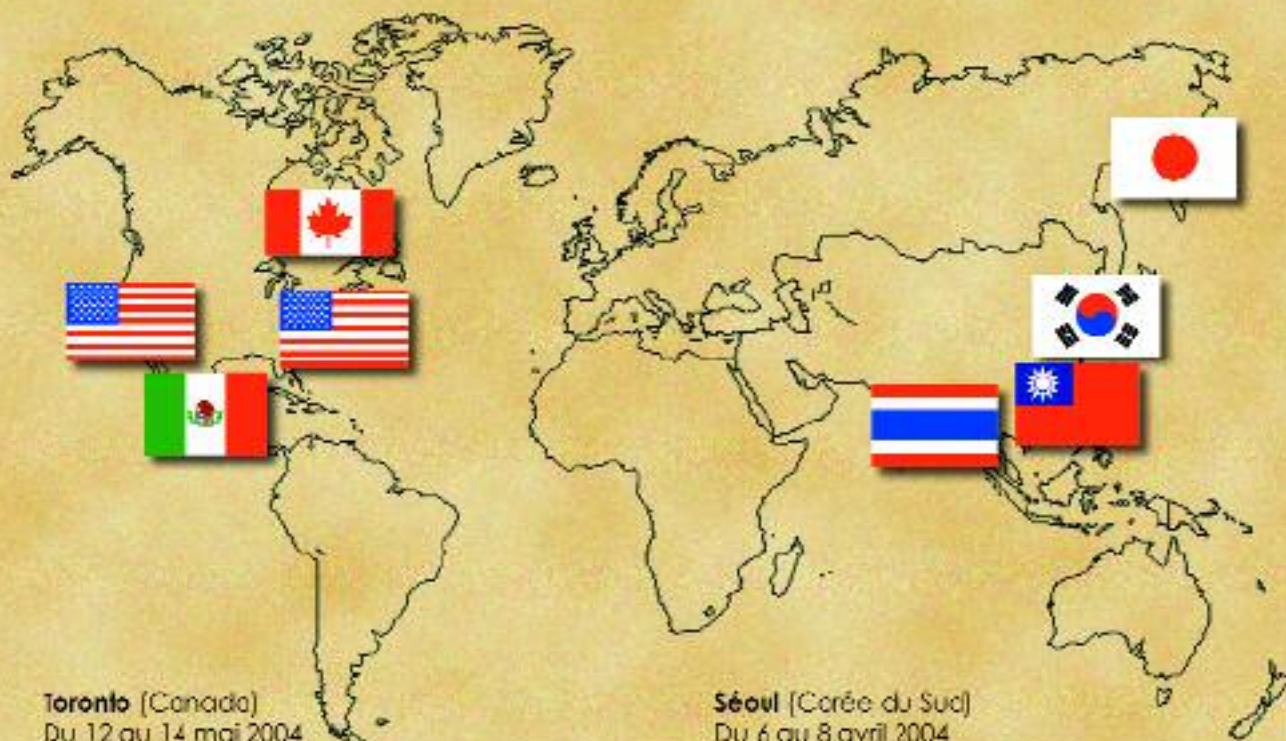 Toronto (Canada)
Du 12 au 14 mai 2004
Séoul (Corée du Sud)
Du 6 au 8 avril 2004